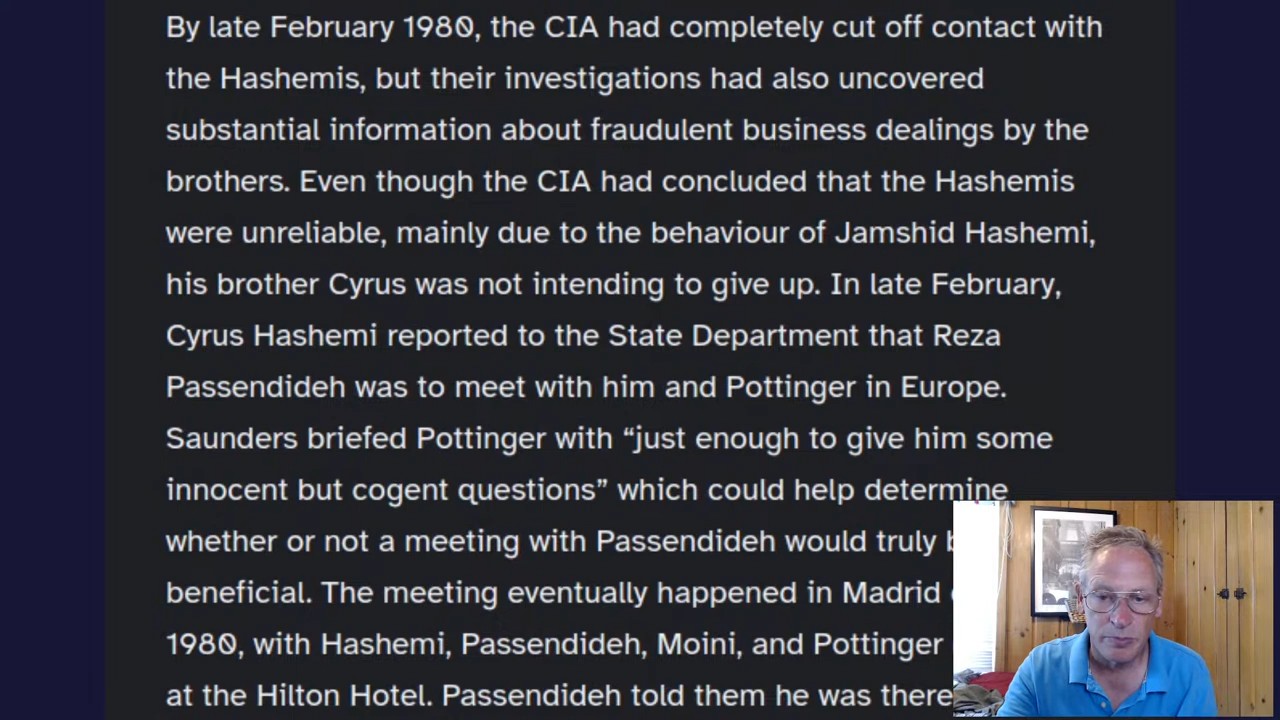 By late February 1980, the CIA had completely cut off contact with
the Hashemis, but their investigations had also uncovered
substantial information about fraudulent business dealings by the
brothers. Even though the CIA had concluded that the Hashemis
were unreliable, mainly due to the behaviour of Jamshid Hashemi,
his brother Cyrus was not intending to give up. In late February,
Cyrus Hashemi reported to the State Department that Reza
Passendideh was to meet with him and Pottinger in Europe.
Saunders briefed Pottinger with “just enough to give him some
innocent but cogent questions” which could help determine
whether or not a meeting with Passendideh would truly
beneficial. The meeting eventually happened in Madrid
1980, with Hashemi, Passendideh, Moini, and Pottinger
at the Hilton Hotel. Passendideh told them he was there